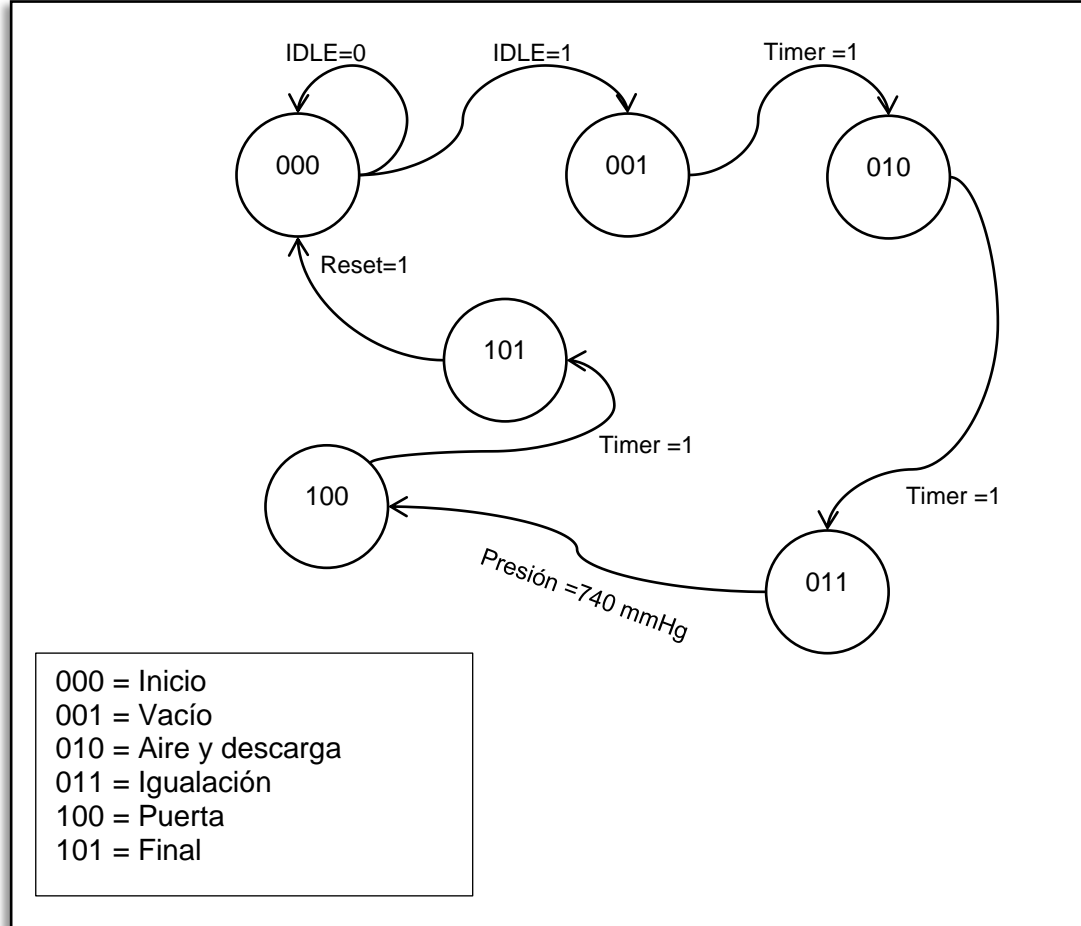 IDLE=0
IDLE=1
Timer =1
000
001
010
Reset=1
101
Timer =1
100
Timer =1
Presión =740 mmHg
011
000 = Inicio
001 = Vacío
010 = Aire y descarga
011 = Igualación
100 = Puerta
101 = Final